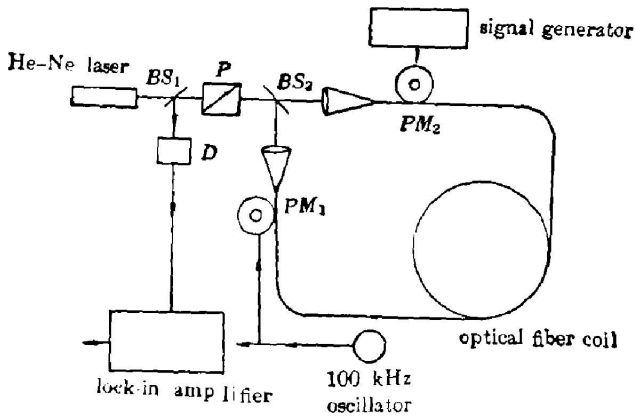 signal generator
He-Ne laser
BS₁
P
BS₂
PM₂
D
PM₁
optical fiber coil
lock-in amplifier
100 kHz
oscillator